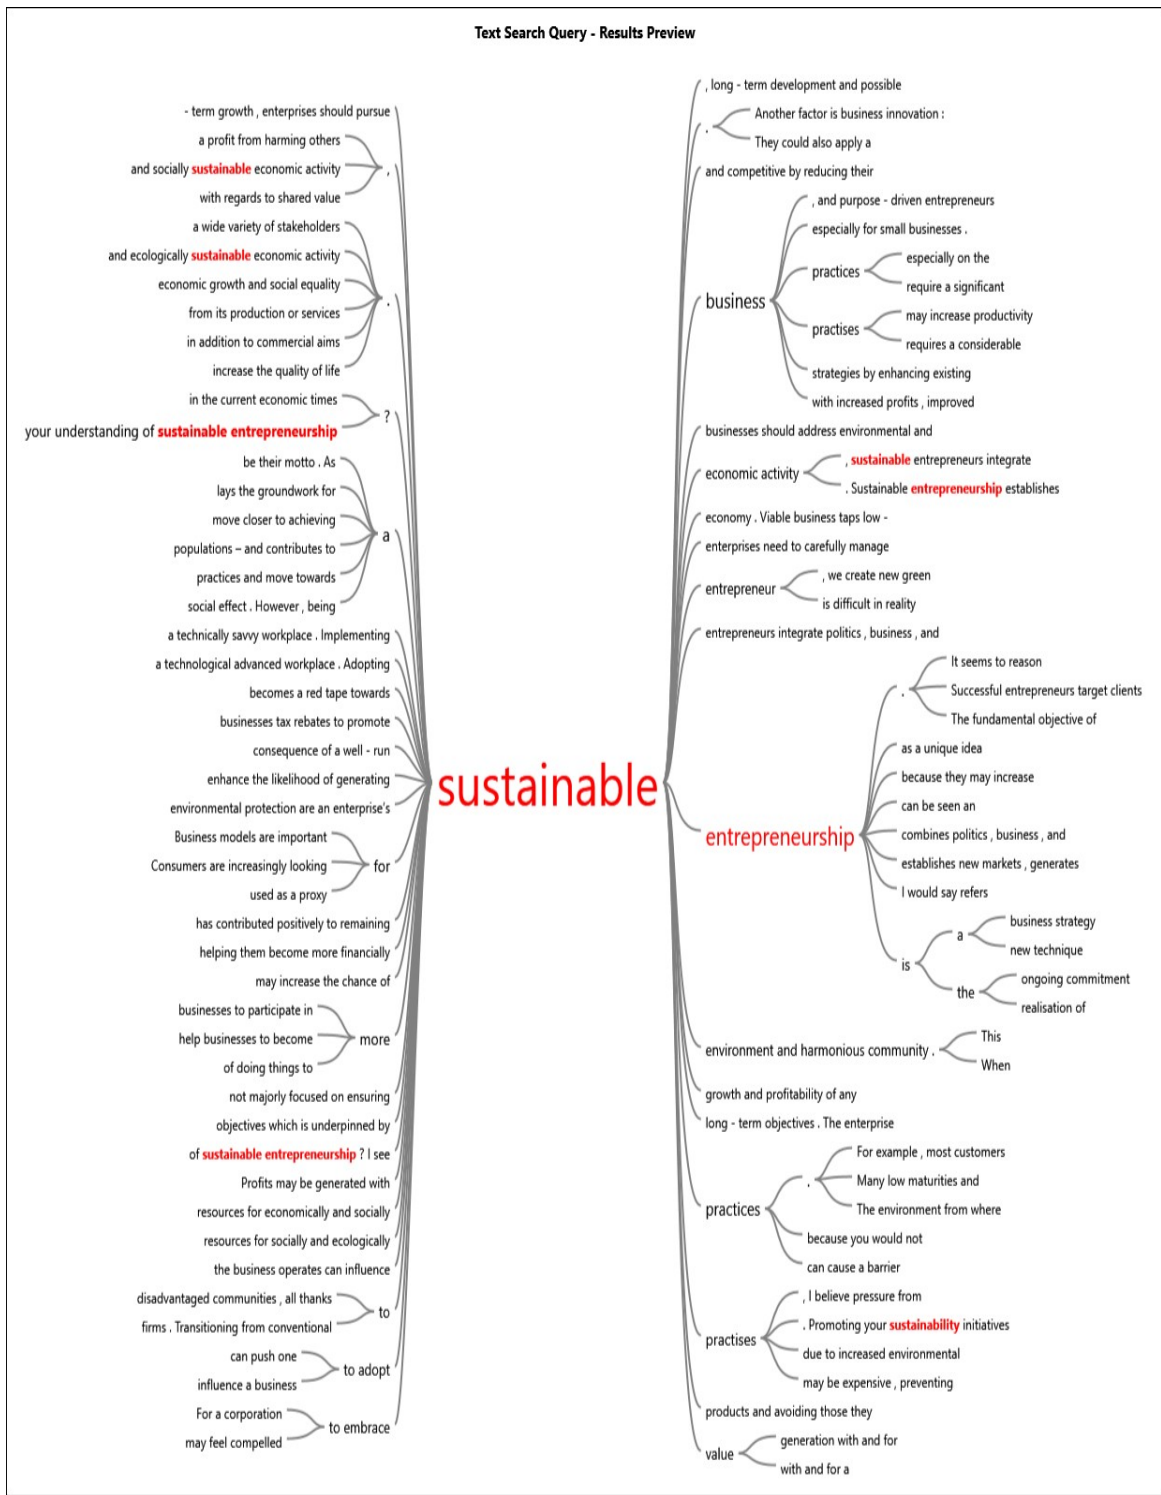 Text Search Query - Results Preview
- term growth , enterprises should pursue
a profit from harming others
and socially sustainable economic activity
with regards to shared value
,
a wide variety of stakeholders
and ecologically sustainable economic activity
economic growth and social equality
from its production or services
in addition to commercial aims
increase the quality of life
.
in the current economic times
your understanding of sustainable entrepreneurship
?
be their motto . As
lays the groundwork for
move closer to achieving
populations – and contributes to
practices and move towards
social effect . However , being
a
a technically savvy workplace . Implementing
a technological advanced workplace . Adopting
becomes a red tape towards
businesses tax rebates to promote
consequence of a well - run
enhance the likelihood of generating
environmental protection are an enterprise's
Business models are important
Consumers are increasingly looking
used as a proxy
for
has contributed positively to remaining
helping them become more financially
may increase the chance of
businesses to participate in
help businesses to become
of doing things to
more
not majorly focused on ensuring
objectives which is underpinned by
of sustainable entrepreneurship ? I see
Profits may be generated with
resources for economically and socially
resources for socially and ecologically
the business operates can influence
disadvantaged communities , all thanks
firms . Transitioning from conventional
to
can push one
influence a business
to adopt
For a corporation
may feel compelled
to embrace
sustainable
, long - term development and possible
.
Another factor is business innovation :
They could also apply a
and competitive by reducing their
business
, and purpose - driven entrepreneurs
especially for small businesses .
practices
especially on the
require a significant
practises
may increase productivity
requires a considerable
strategies by enhancing existing
with increased profits , improved
businesses should address environmental and
economic activity
, sustainable entrepreneurs integrate
. Sustainable entrepreneurship establishes
economy . Viable business taps low -
enterprises need to carefully manage
entrepreneur
, we create new green
is difficult in reality
entrepreneurs integrate politics , business , and
entrepreneurship
.
It seems to reason
Successful entrepreneurs target clients
The fundamental objective of
as a unique idea
because they may increase
can be seen an
combines politics , business , and
establishes new markets , generates
I would say refers
is
a
business strategy
new technique
the
ongoing commitment
realisation of
environment and harmonious community .
This
When
growth and profitability of any
long - term objectives . The enterprise
practices
.
For example , most customers
Many low maturities and
The environment from where
because you would not
can cause a barrier
practises
, I believe pressure from
. Promoting your sustainability initiatives
due to increased environmental
may be expensive , preventing
products and avoiding those they
value
generation with and for
with and for a